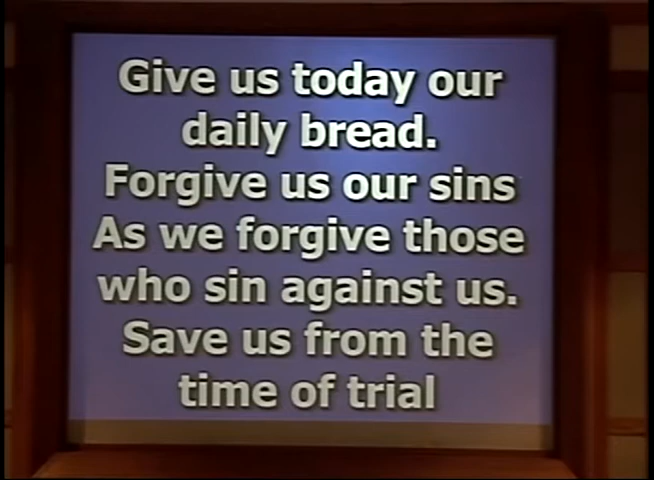 Give us today our
daily bread.
Forgive us our sins
As we forgive those
who sin against us.
Save us from the
time of trial